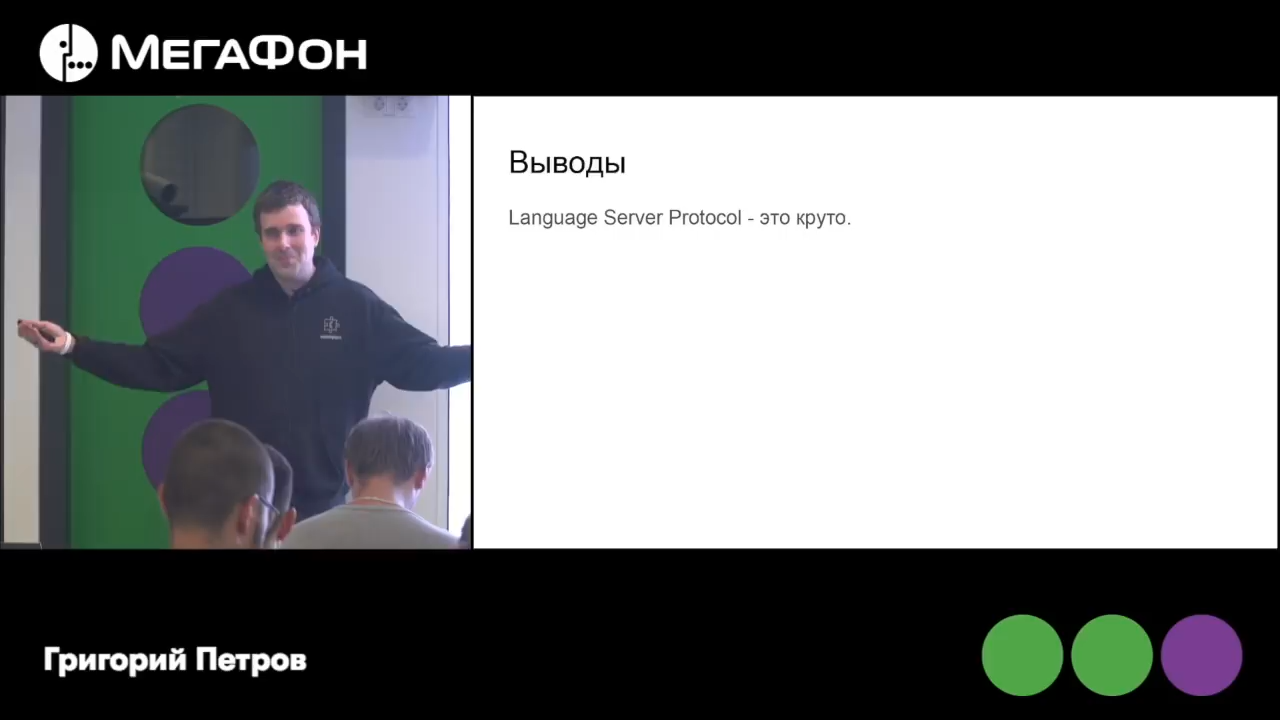 МегаФон
Выводы
Language Server Protocol - это круто.
Григорий Петров